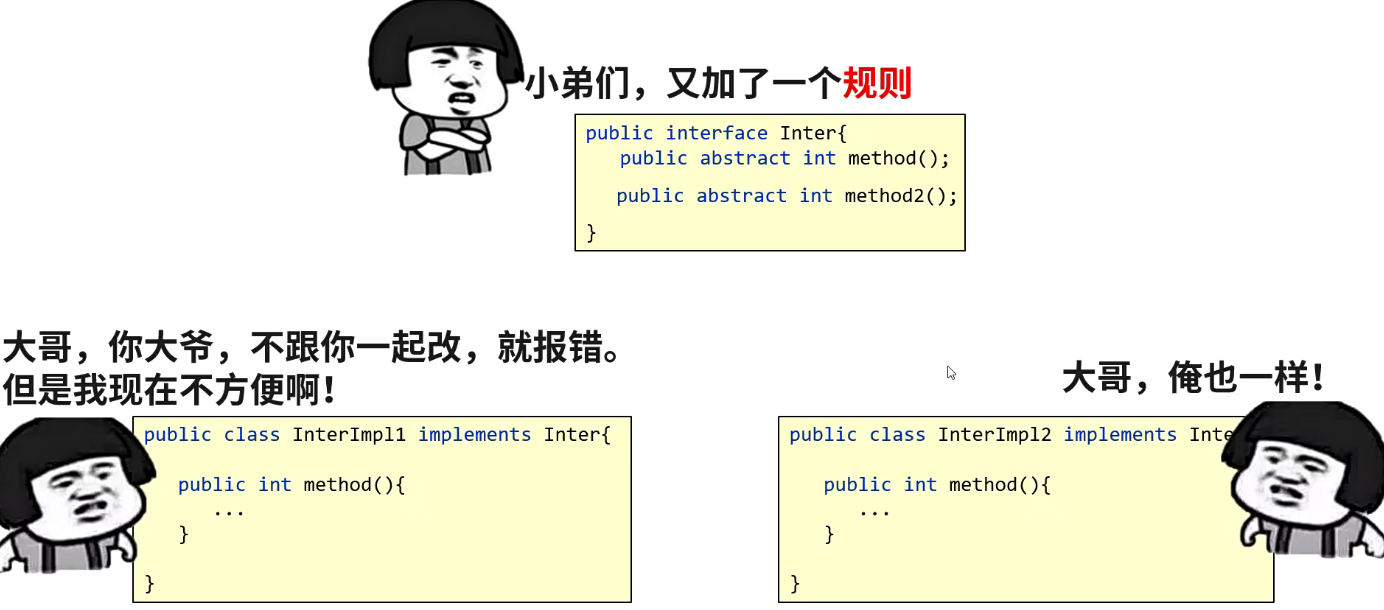 小弟们，又加了一个规则
public interface Inter{
public abstract int method();
public abstract int method2();
}
大哥，你大爷，不跟你一起改，就报错。
但是我现在不方便啊！
大哥，俺也一样！
public class InterImpl1 implements Inter{
public int method(){
...
}
}
public class InterImpl2 implements Inte
public int method(){
...
}
}